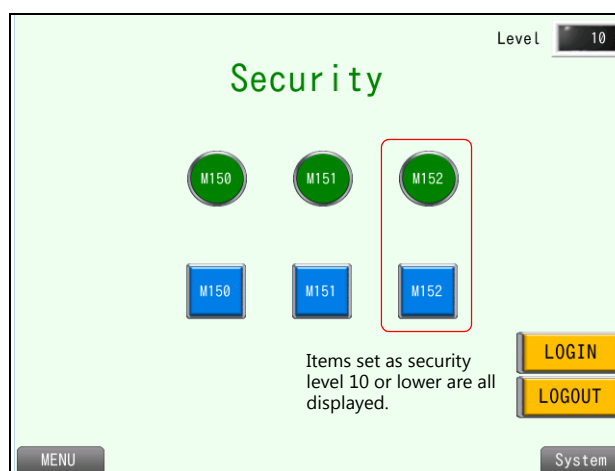 Level 10
Security
M150 M151 M152
M150 M151 M152
Items set as security
level 10 or lower are all
displayed.
LOGIN
LOGOUT
MENU System